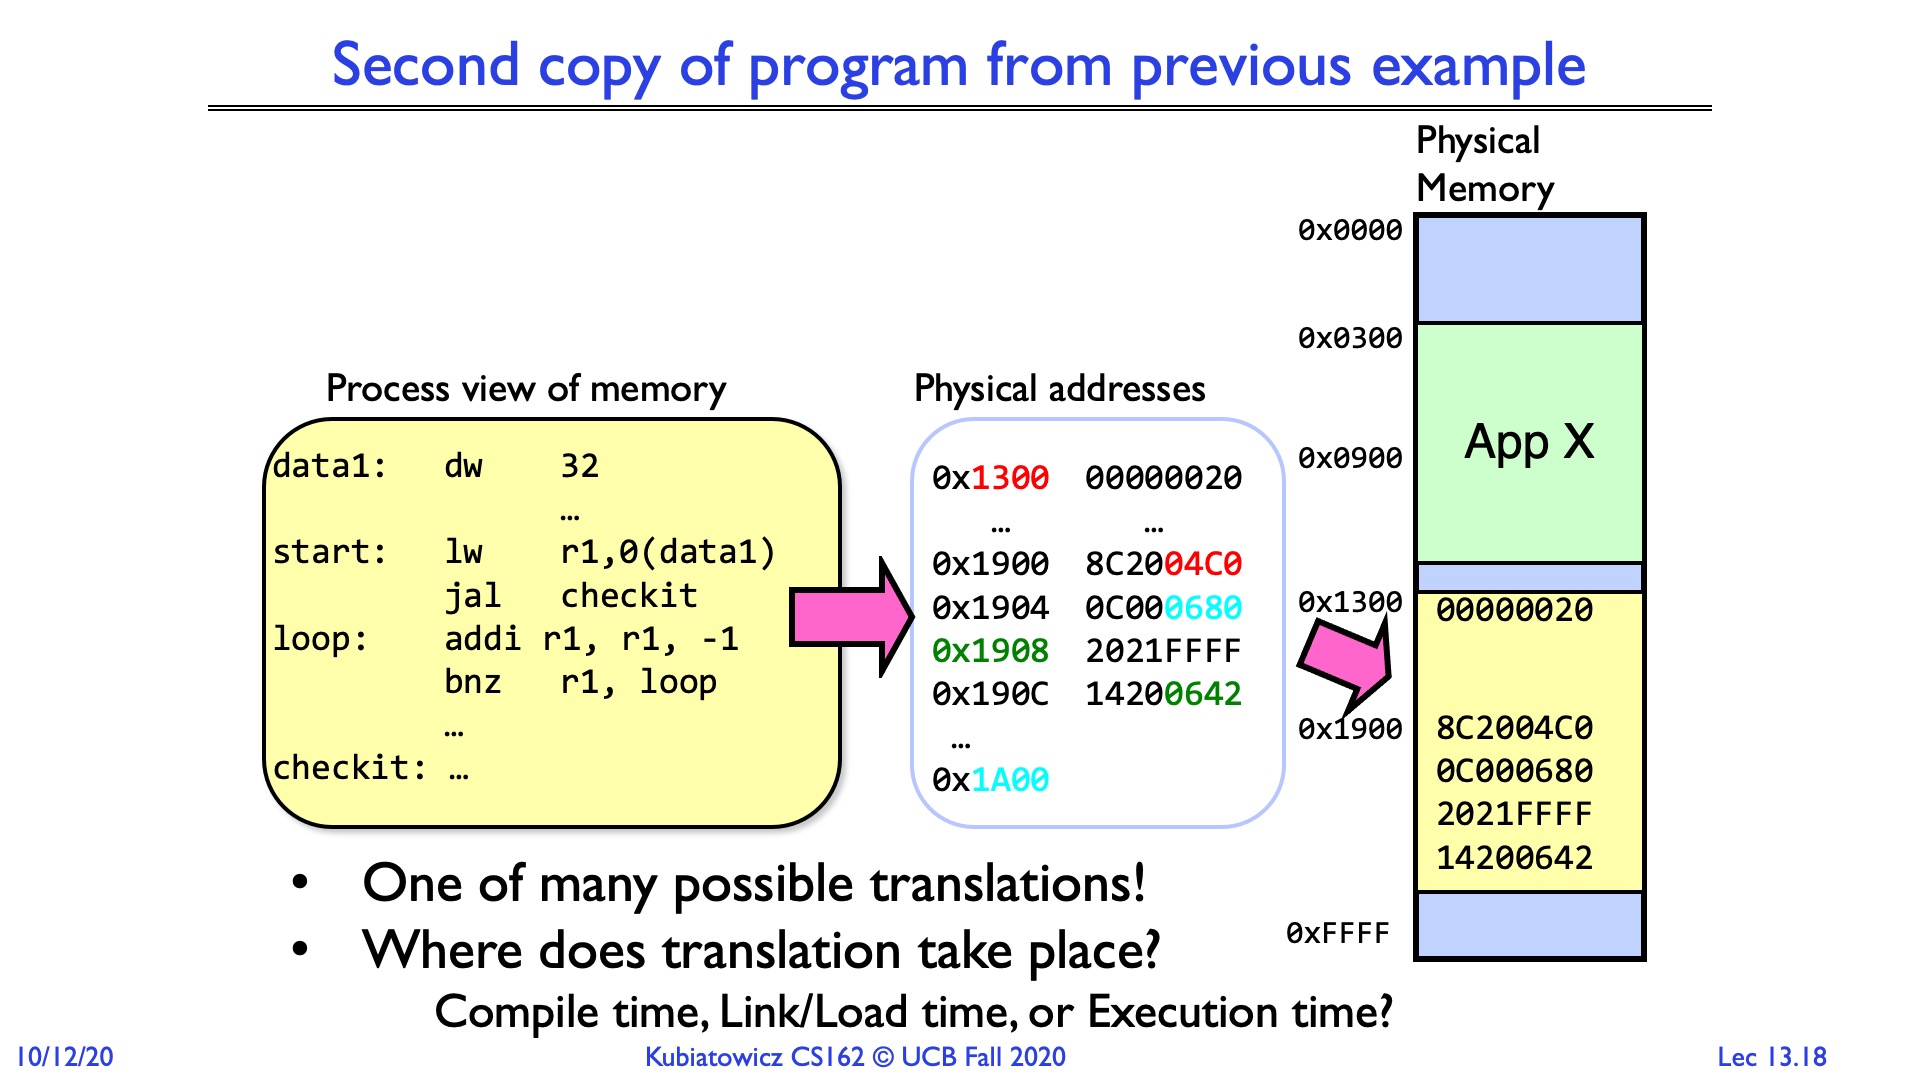 Second copy of program from previous example
Physical
Memory
0x0000
0x0300
App X
0x0900
0x1300
00000020
0x1900
8C2004C0
0C000680
2021FFFF
14200642
0xFFFF
Process view of memory
data1: dw 32
…
start: lw r1,0(data1)
jal checkit
loop: addi r1, r1, -1
bnz r1, loop
…
checkit: …
Physical addresses
0x1300 00000020
… …
0x1900 8C2004C0
0x1904 0C000680
0x1908 2021FFFF
0x190C 14200642
…
0x1A00
• One of many possible translations!
• Where does translation take place?
Compile time, Link/Load time, or Execution time?
10/12/20 Kubiatowicz CS162 © UCB Fall 2020 Lec 13.18